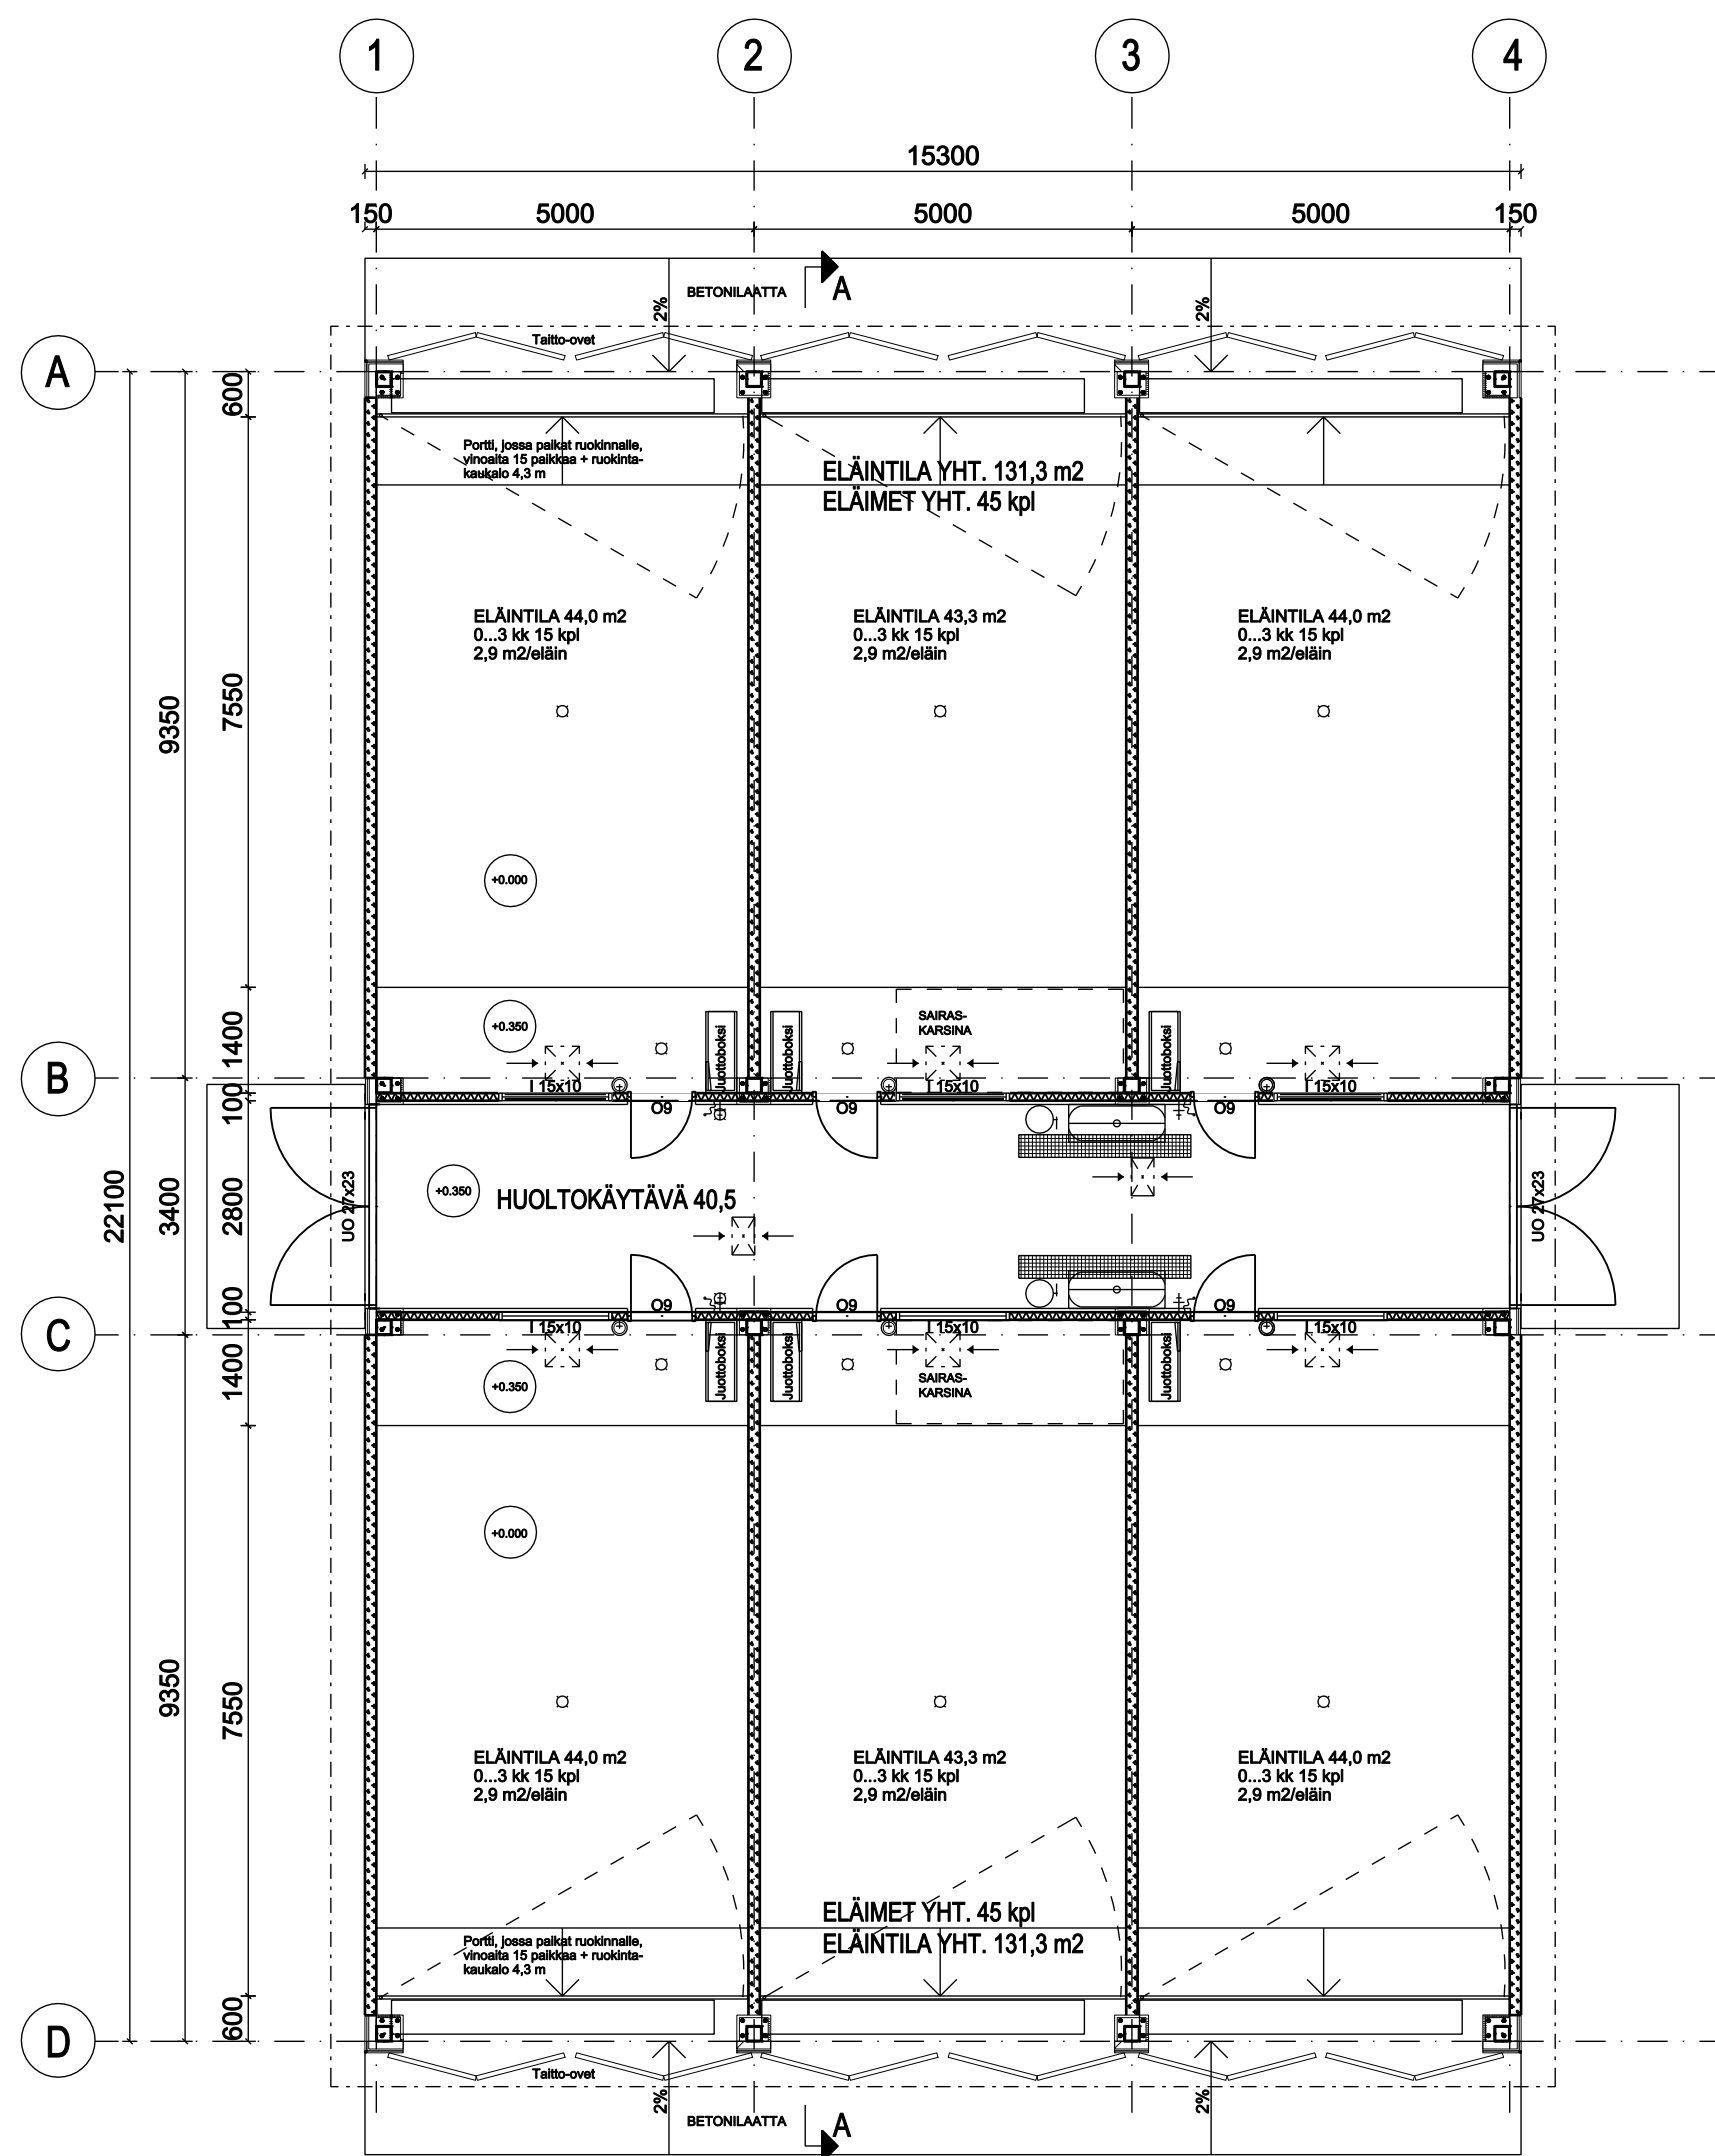 1
2
3
4
15300
150
5000
5000
5000
150
BETONILAATTA
A
2%
2%
Taitto-ovet
A
600
Portti, jossa paikat ruokinnalle,
vinoaita 15 paikkaa + ruokinta-
kaukalo 4,3 m
ELÄINTILA YHT. 131,3 m2
ELÄIMET YHT. 45 kpl
ELÄINTILA 44,0 m2
0...3 kk 15 kpl
2,9 m2/eläin
ELÄINTILA 43,3 m2
0...3 kk 15 kpl
2,9 m2/eläin
ELÄINTILA 44,0 m2
0...3 kk 15 kpl
2,9 m2/eläin
9350
7550
+0.000
1400
+0.350
Juottoboksi
Juottoboksi
SAIRAS-
KARSINA
Juottoboksi
B
I 15x10
I 15x10
I 15x10
100
O9
O9
O9
22100
3400
2800
UO 27x23
+0.350
HUOLTOKÄYTÄVÄ 40,5
UO 27x23
100
O9
O9
O9
C
I 15x10
I 15x10
I 15x10
1400
+0.350
Juottoboksi
Juottoboksi
SAIRAS-
KARSINA
Juottoboksi
+0.000
9350
7550
ELÄINTILA 44,0 m2
0...3 kk 15 kpl
2,9 m2/eläin
ELÄINTILA 43,3 m2
0...3 kk 15 kpl
2,9 m2/eläin
ELÄINTILA 44,0 m2
0...3 kk 15 kpl
2,9 m2/eläin
ELÄIMET YHT. 45 kpl
ELÄINTILA YHT. 131,3 m2
Portti, jossa paikat ruokinnalle,
vinoaita 15 paikkaa + ruokinta-
kaukalo 4,3 m
600
D
Taitto-ovet
2%
2%
BETONILAATTA
A